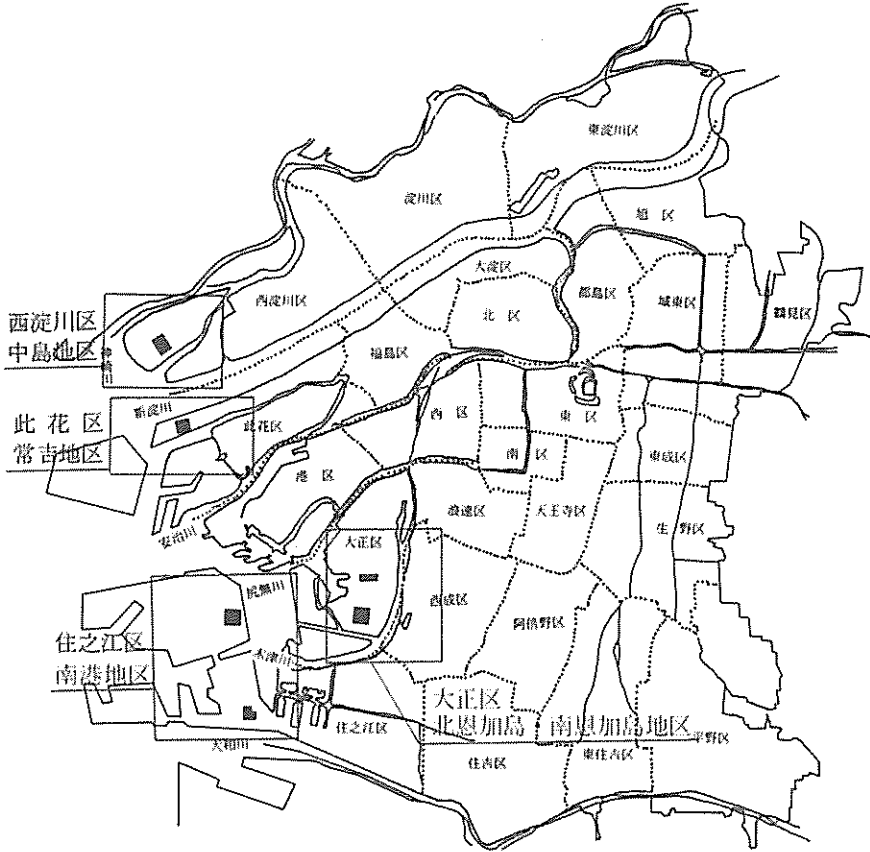 東淀川区
淀川区
旭区
大淀区
西淀川区
都島区
城東区
鶴見区
北区
西淀川区
中島地区
神崎川
福島区
新淀川
此花区
常吉地区
此花区
西区
東区
南区
東成区
港区
浪速区
天王寺区
生野区
安治川
大正区
尻無川
西成区
阿倍野区
住之江区
南港地区
木津川
大正区
北恩加島 南恩加島地区
住之江区
平野区
大和川
住吉区
東住吉区